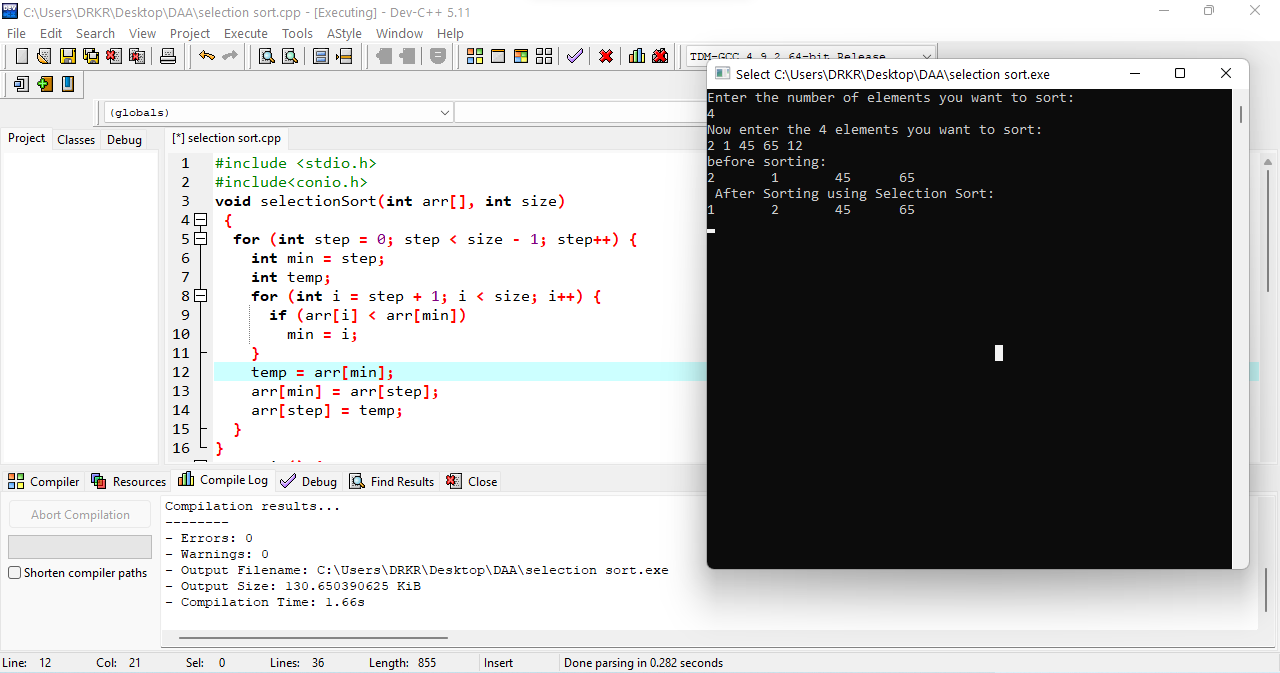 C:\Users\DRKR\Desktop\DAA\selection sort.cpp - [Executing] - Dev-C++ 5.11
File Edit Search View Project Execute Tools AStyle Window Help
TDM-GCC 4.9.2 64-bit Release
(globals)
Project Classes Debug
[*] selection sort.cpp
1 #include <stdio.h>
2 #include<conio.h>
3 void selectionSort(int arr[], int size)
4 {
5 for (int step = 0; step < size - 1; step++) {
6 int min = step;
7 int temp;
8 for (int i = step + 1; i < size; i++) {
9 if (arr[i] < arr[min])
10 min = i;
11 }
12 temp = arr[min];
13 arr[min] = arr[step];
14 arr[step] = temp;
15 }
16 }
Select C:\Users\DRKR\Desktop\DAA\selection sort.exe
Enter the number of elements you want to sort:
4
Now enter the 4 elements you want to sort:
2 1 45 65 12
before sorting:
2 1 45 65
After Sorting using Selection Sort:
1 2 45 65
Compiler Resources Compile Log Debug Find Results Close
Abort Compilation
Shorten compiler paths
Compilation results...
--------
- Errors: 0
- Warnings: 0
- Output Filename: C:\Users\DRKR\Desktop\DAA\selection sort.exe
- Output Size: 130.650390625 KiB
- Compilation Time: 1.66s
Line: 12 Col: 21 Sel: 0 Lines: 36 Length: 855 Insert Done parsing in 0.282 seconds